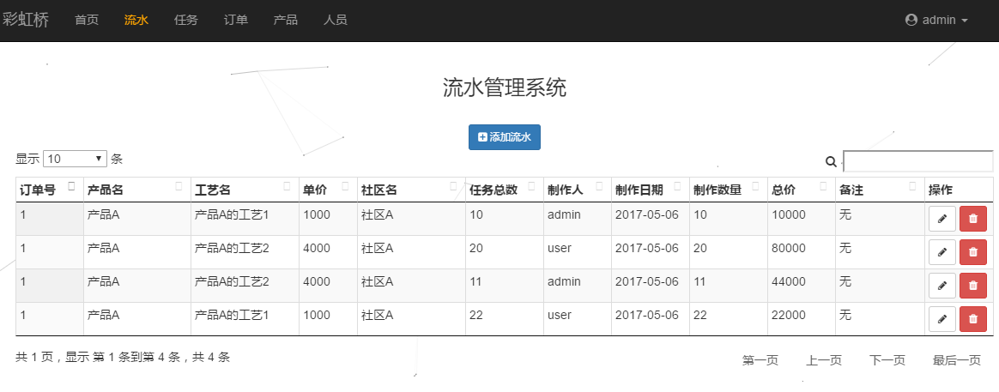 彩虹桥 首页 流水 任务 订单 产品 人员 admin
流水管理系统
添加流水
显示 10 条
订单号 产品名 工艺名 单价 社区名 任务总数 制作人 制作日期 制作数量 总价 备注 操作
1 产品A 产品A的工艺1 1000 社区A 10 admin 2017-05-06 10 10000 无
1 产品A 产品A的工艺2 4000 社区A 20 user 2017-05-06 20 80000 无
1 产品A 产品A的工艺2 4000 社区A 11 admin 2017-05-06 11 44000 无
1 产品A 产品A的工艺1 1000 社区A 22 user 2017-05-06 22 22000 无
共 1 页，显示 第 1 条到第 4 条，共 4 条 第一页 上一页 下一页 最后一页